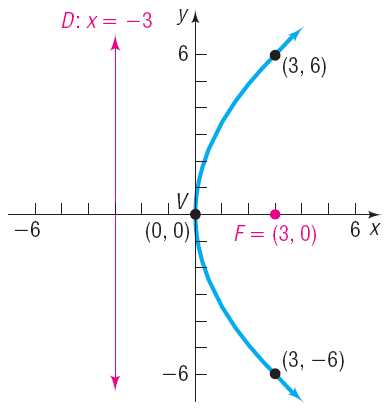 D: x = −3
y
6
(3, 6)
V
−6
(0, 0)
F = (3, 0)
6
x
(3, −6)
−6